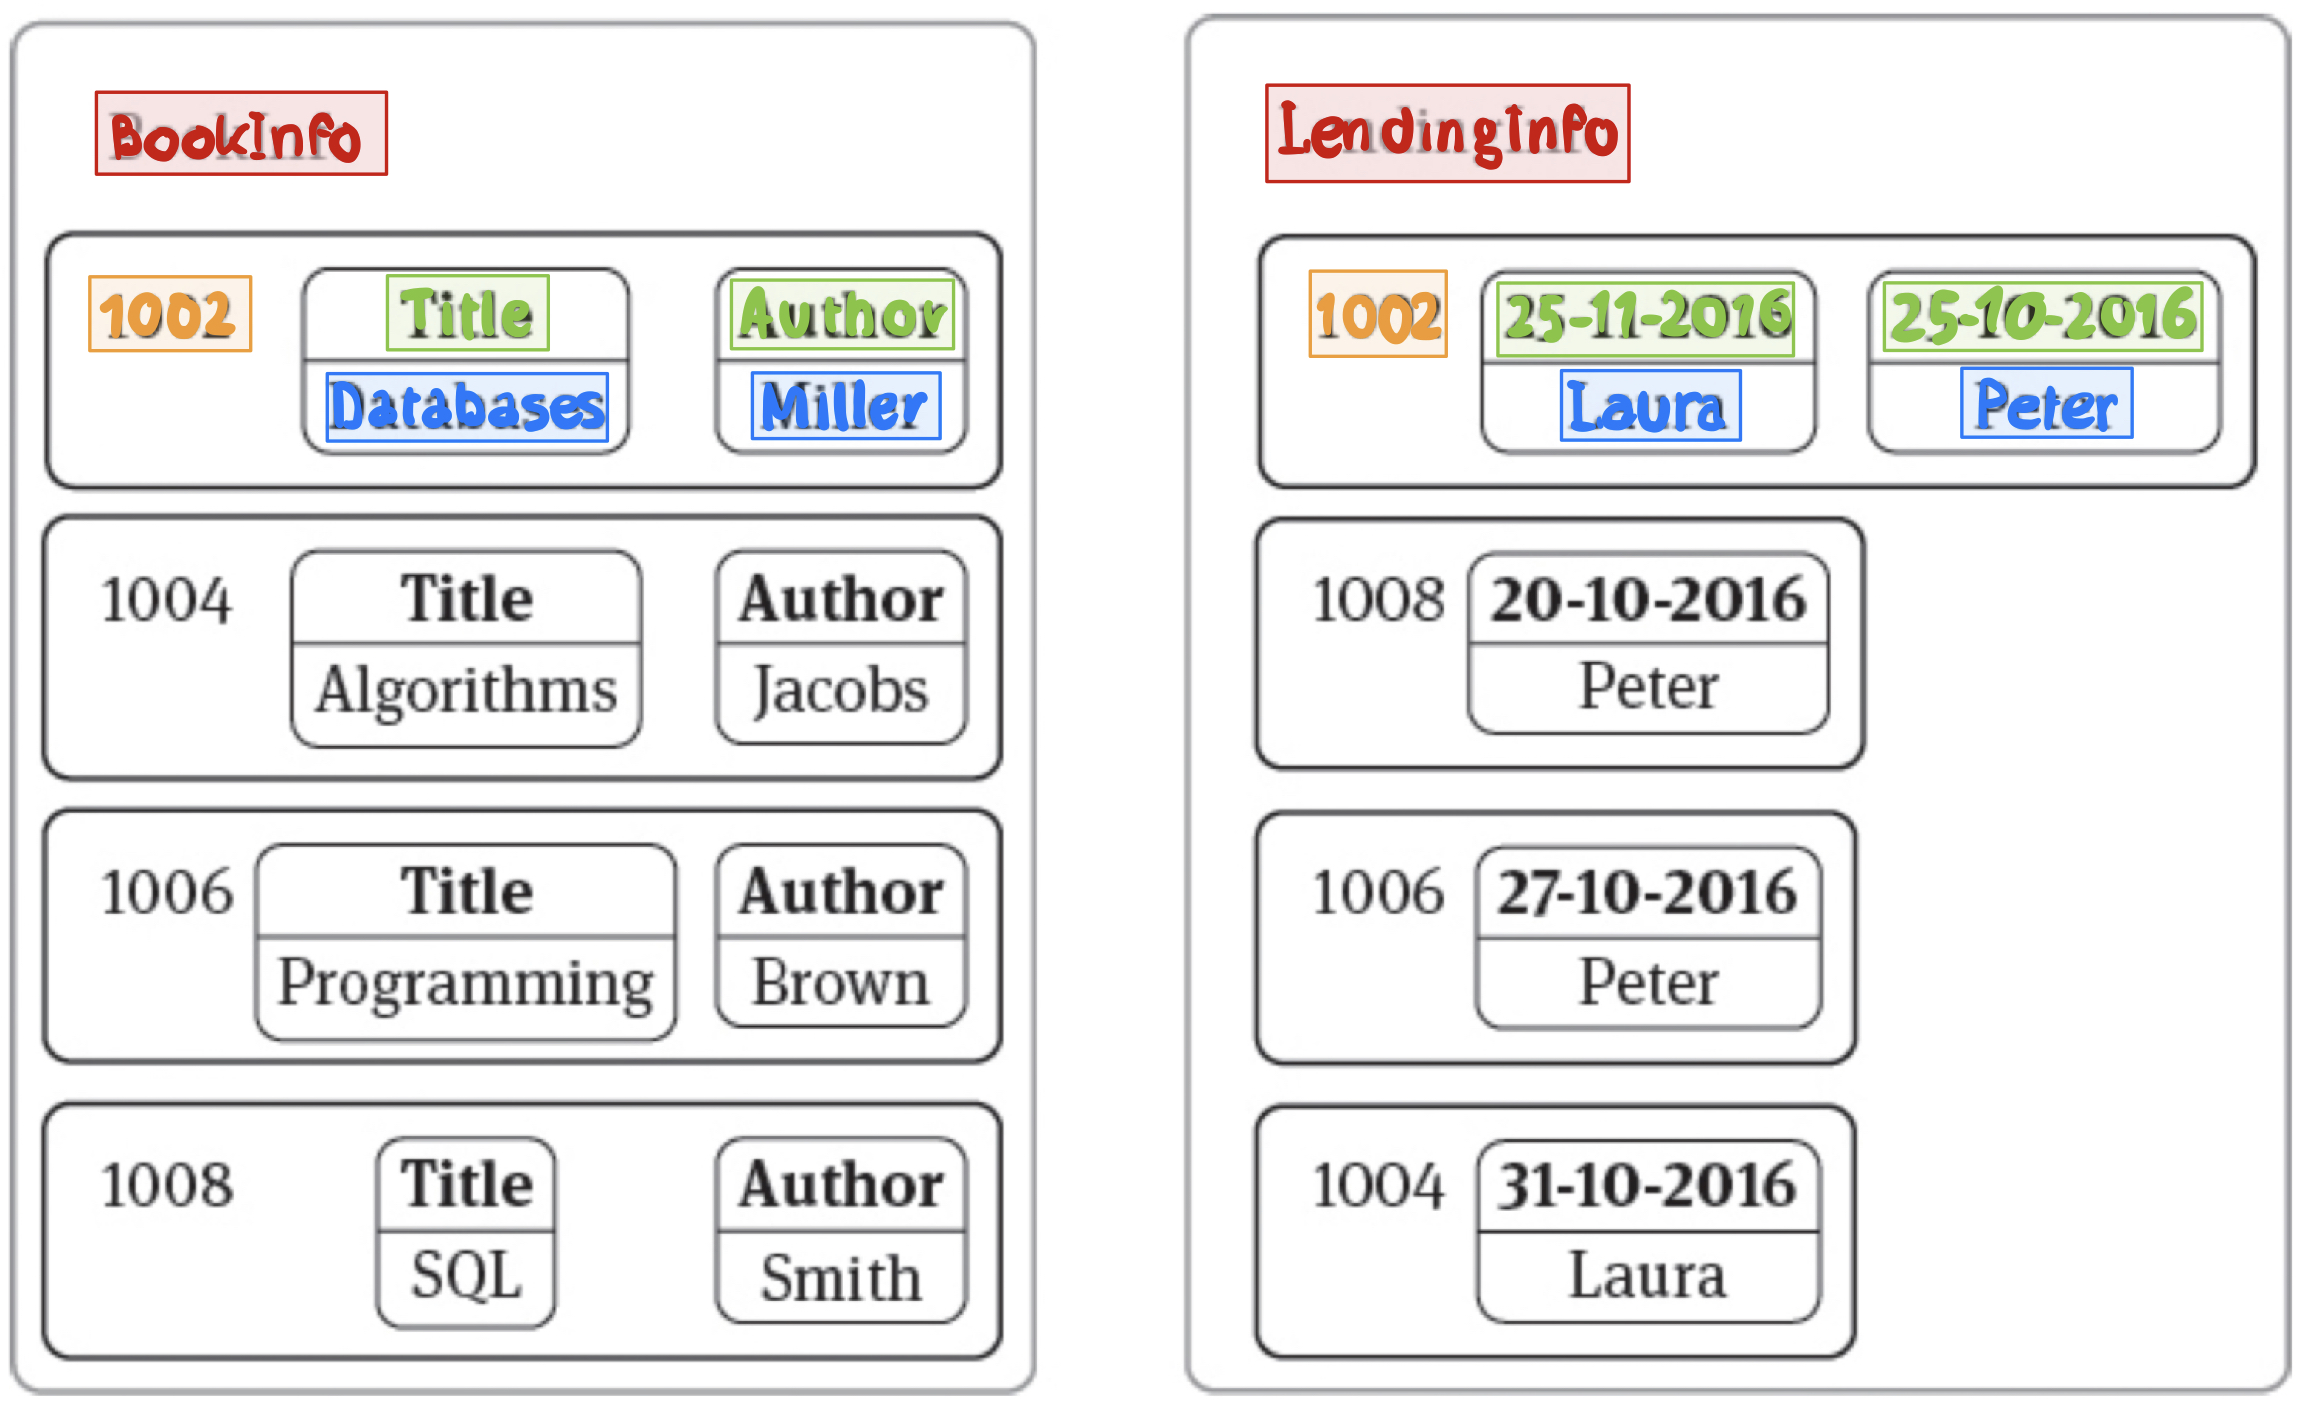 BookInfo
1002 Title Author
Databases Miller
1004 Title Author
Algorithms Jacobs
1006 Title Author
Programming Brown
1008 Title Author
SQL Smith
LendingInfo
1002 25-11-2016 25-10-2016
Laura Peter
1008 20-10-2016
Peter
1006 27-10-2016
Peter
1004 31-10-2016
Laura